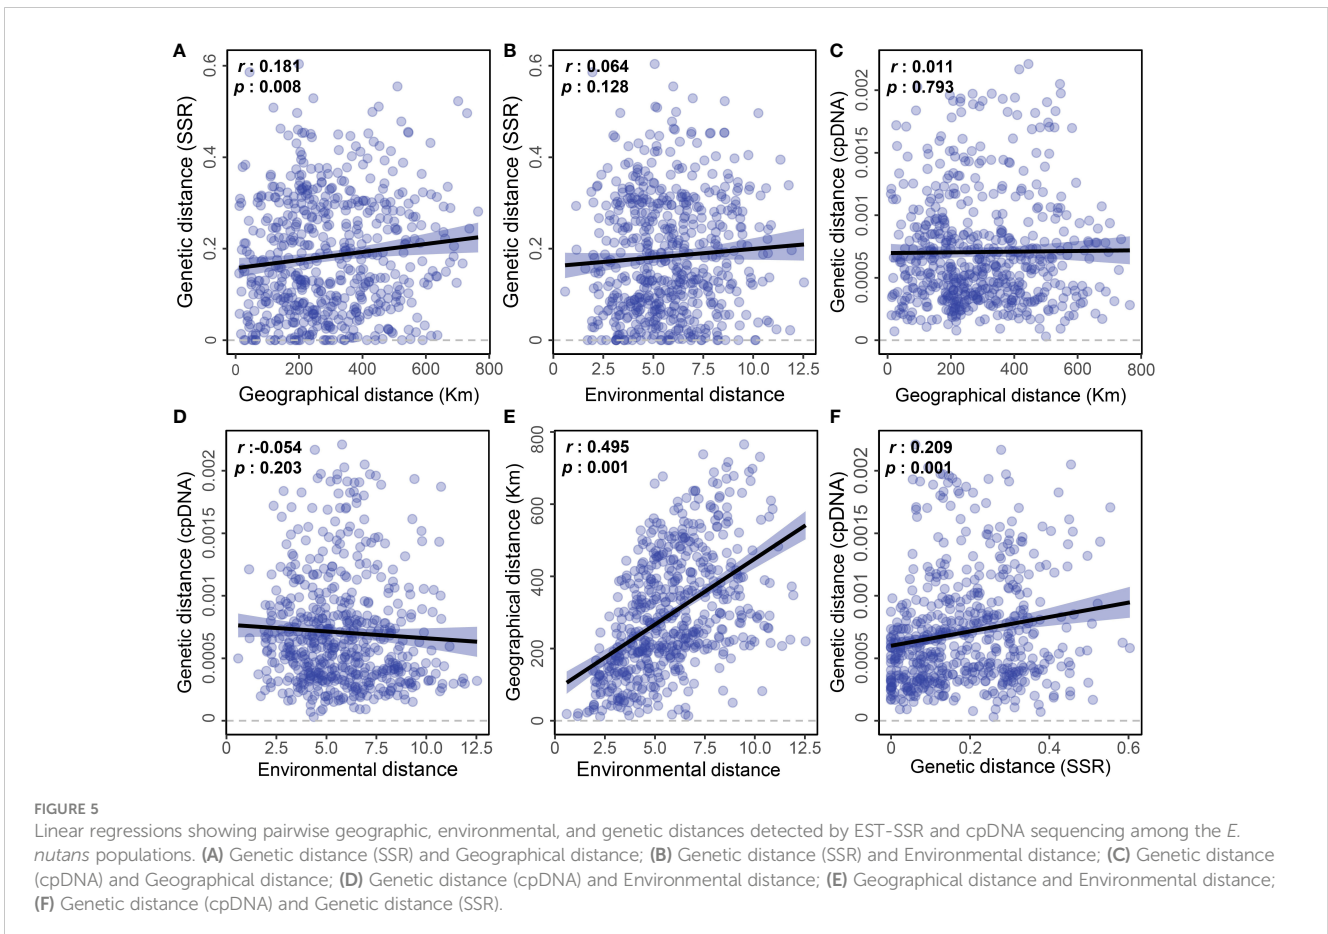 A
r : 0.181
p : 0.008
Genetic distance (SSR)
0 0.2 0.4 0.6
0 200 400 600 800
Geographical distance (Km)
B
r : 0.064
p : 0.128
Genetic distance (SSR)
0 0.2 0.4 0.6
0 2.5 5.0 7.5 10.0 12.5
Environmental distance
C
r : 0.011
p : 0.793
Genetic distance (cpDNA)
0 0.0005 0.001 0.0015 0.002
0 200 400 600 800
Geographical distance (Km)
D
r :-0.054
p : 0.203
Genetic distance (cpDNA)
0 0.0005 0.001 0.0015 0.002
0 2.5 5.0 7.5 10.0 12.5
Environmental distance
E
r : 0.495
p : 0.001
Geographical distance (Km)
0 200 400 600 800
0 2.5 5.0 7.5 10.0 12.5
Environmental distance
F
r : 0.209
p : 0.001
Genetic distance (cpDNA)
0 0.0005 0.001 0.0015 0.002
0 0.2 0.4 0.6
Genetic distance (SSR)
FIGURE 5
Linear regressions showing pairwise geographic, environmental, and genetic distances detected by EST-SSR and cpDNA sequencing among the E.
nutans populations. (A) Genetic distance (SSR) and Geographical distance; (B) Genetic distance (SSR) and Environmental distance; (C) Genetic distance
(cpDNA) and Geographical distance; (D) Genetic distance (cpDNA) and Environmental distance; (E) Geographical distance and Environmental distance;
(F) Genetic distance (cpDNA) and Genetic distance (SSR).